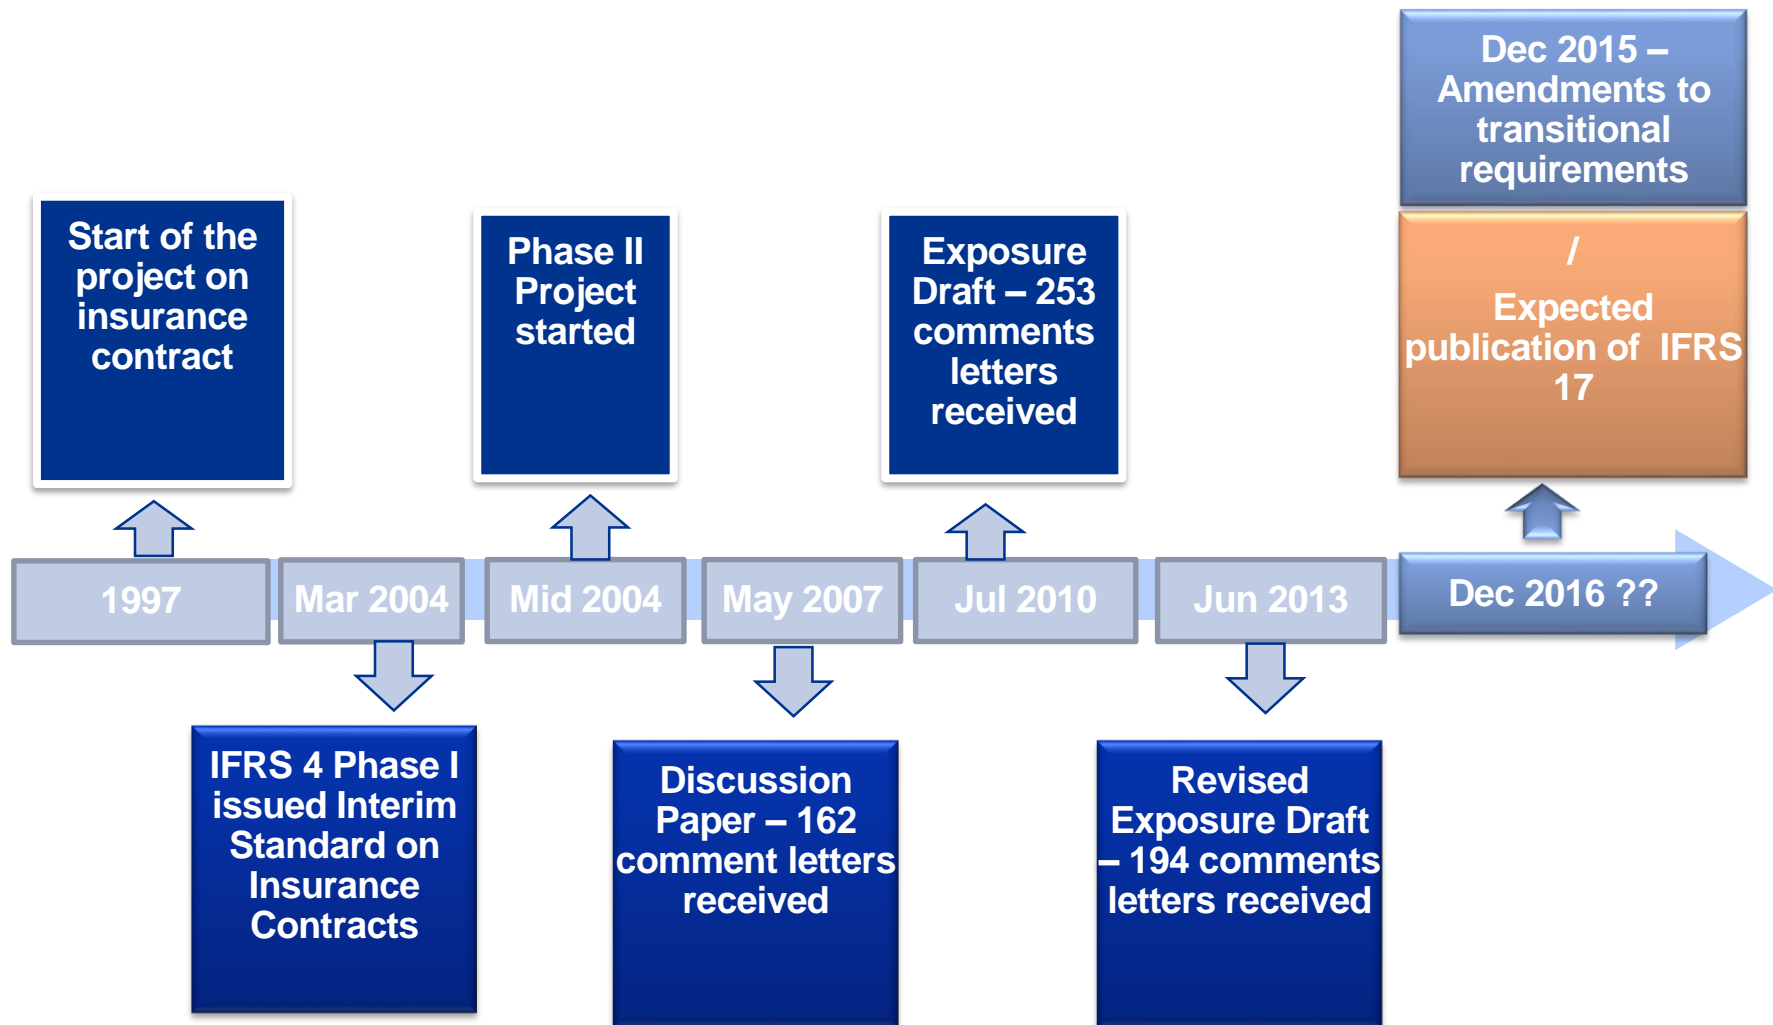 Dec 2015 –
Amendments to
transitional
requirements
Start of the
project on
insurance
contract
Phase II
Project
started
Exposure
Draft – 253
comments
letters
received
/
Expected
publication of IFRS
17
1997
Mar 2004
Mid 2004
May 2007
Jul 2010
Jun 2013
Dec 2016 ??
IFRS 4 Phase I
issued Interim
Standard on
Insurance
Contracts
Discussion
Paper – 162
comment letters
received
Revised
Exposure Draft
– 194 comments
letters received